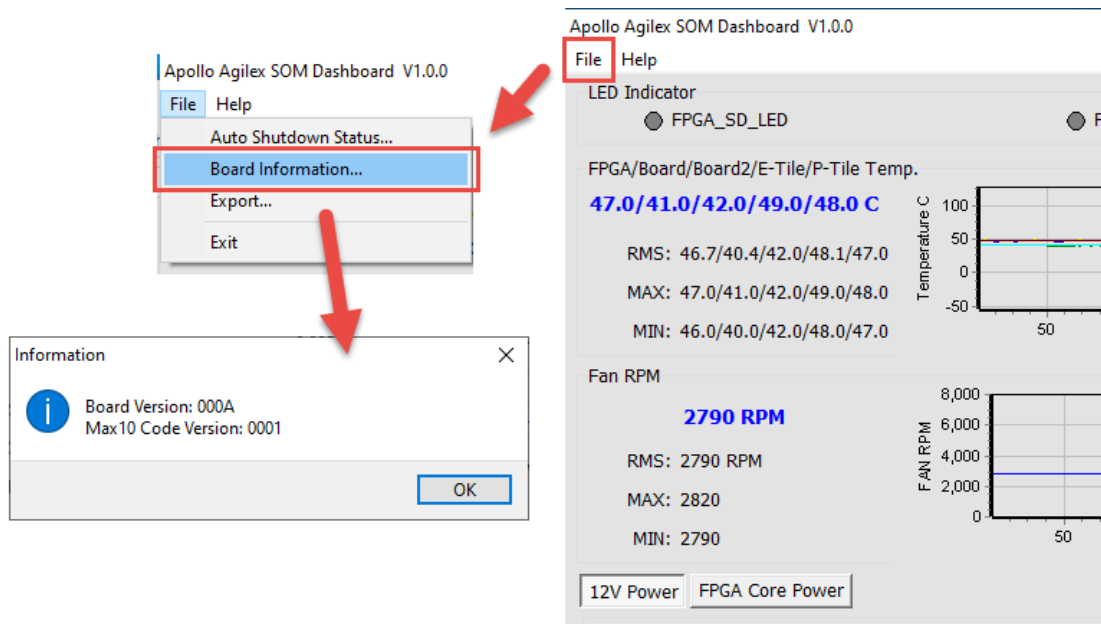 Apollo Agilex SOM Dashboard V1.0.0
File Help
Auto Shutdown Status...
Board Information...
Export...
Exit
Information
Board Version: 000A
Max10 Code Version: 0001
OK
Apollo Agilex SOM Dashboard V1.0.0
File Help
LED Indicator
FPGA_SD_LED
FPGA/Board/Board2/E-Tile/P-Tile Temp.
47.0/41.0/42.0/49.0/48.0 C
RMS: 46.7/40.4/42.0/48.1/47.0
MAX: 47.0/41.0/42.0/49.0/48.0
MIN: 46.0/40.0/42.0/48.0/47.0
Temperature C
100
50
0
-50
50
Fan RPM
2790 RPM
RMS: 2790 RPM
MAX: 2820
MIN: 2790
FAN RPM
8,000
6,000
4,000
2,000
0
50
12V Power FPGA Core Power